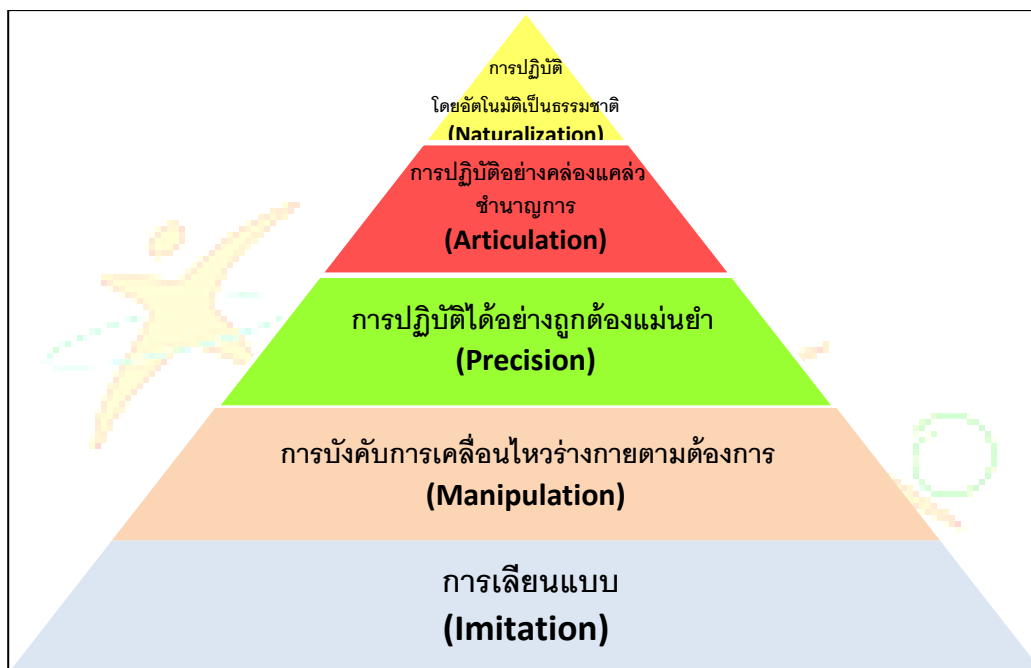 การปฏิบัติ
โดยอัตโนมัติเป็นธรรมชาติ
(Naturalization)
การปฏิบัติอย่างคล่องแคล่ว
ชำนาญการ
(Articulation)
การปฏิบัติได้อย่างถูกต้องแม่นยำ
(Precision)
การบังคับการเคลื่อนไหวร่างกายตามต้องการ
(Manipulation)
การเลียนแบบ
(Imitation)